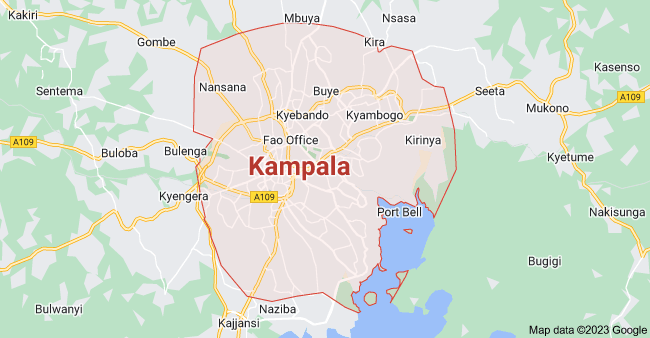 Mbuya
Nsasa
Kakiri
Gombe
Kira
Kasenso
Nansana
Buye
Sentema
Seeta
A109
Mukono
Kyebando
Kyambogo
A109
Fao Office
Kirinya
Buloba
Bulenga
Kyetume
Kampala
Kyengera
A109
Port Bell
Nakisunga
Bugigi
Bulwanyi
Naziba
Kajjansi
Map data ©2023 Google